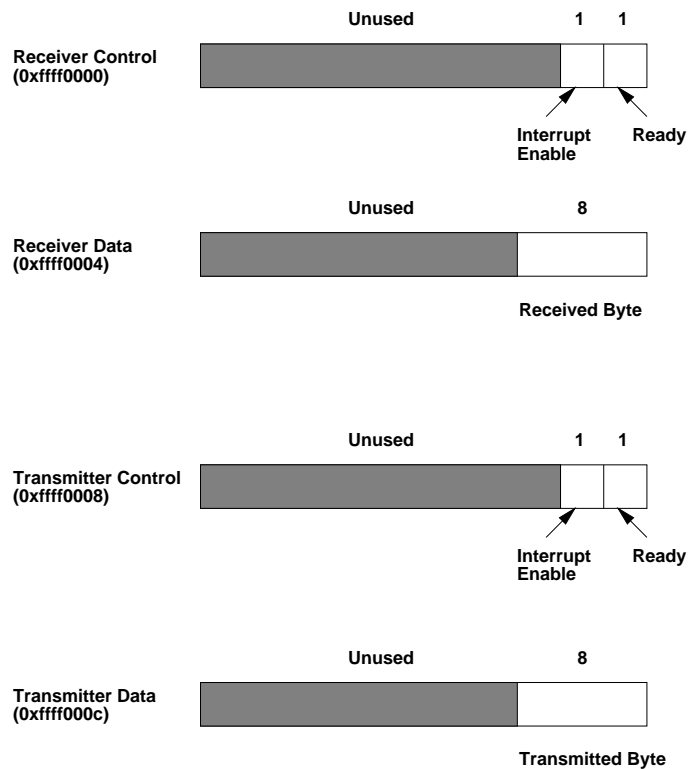 Unused 1 1
Receiver Control
(0xffff0000)
Interrupt
Enable
Ready
Unused 8
Receiver Data
(0xffff0004)
Received Byte
Unused 1 1
Transmitter Control
(0xffff0008)
Interrupt
Enable
Ready
Unused 8
Transmitter Data
(0xffff000c)
Transmitted Byte